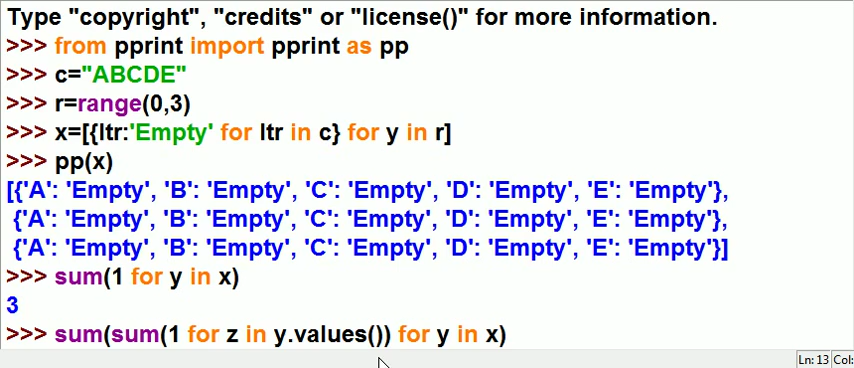 Type "copyright", "credits" or "license()" for more information.
>>> from pprint import pprint as pp
>>> c="ABCDE"
>>> r=range(0,3)
>>> x=[{ltr:'Empty' for ltr in c} for y in r]
>>> pp(x)
[{'A': 'Empty', 'B': 'Empty', 'C': 'Empty', 'D': 'Empty', 'E': 'Empty'},
 {'A': 'Empty', 'B': 'Empty', 'C': 'Empty', 'D': 'Empty', 'E': 'Empty'},
 {'A': 'Empty', 'B': 'Empty', 'C': 'Empty', 'D': 'Empty', 'E': 'Empty'}]
>>> sum(1 for y in x)
3
>>> sum(sum(1 for z in y.values()) for y in x)
Ln: 13 Col: